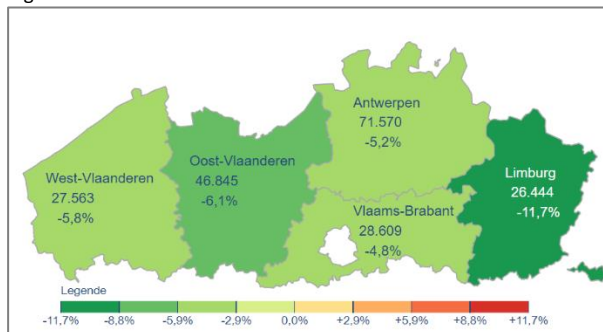 Antwerpen
71.570
-5,2%
Oost-Vlaanderen
46.845
-6,1%
West-Vlaanderen
27.563
-5,8%
Limburg
26.444
-11,7%
Vlaams-Brabant
28.609
-4,8%
Legende
-11,7% -8,8% -5,9% -2,9% 0,0% +2,9% +5,9% +8,8% +11,7%